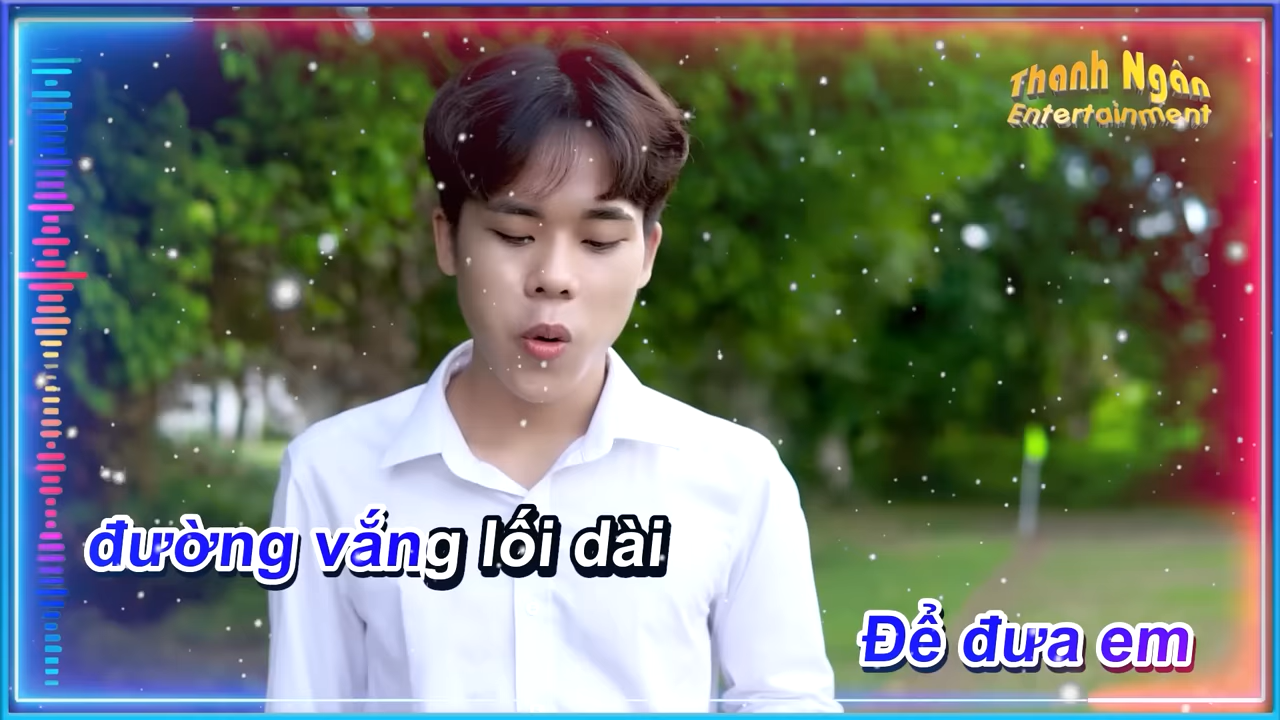 Thanh Ngân
Entertainment
đường vắng lối dài
Để đưa em